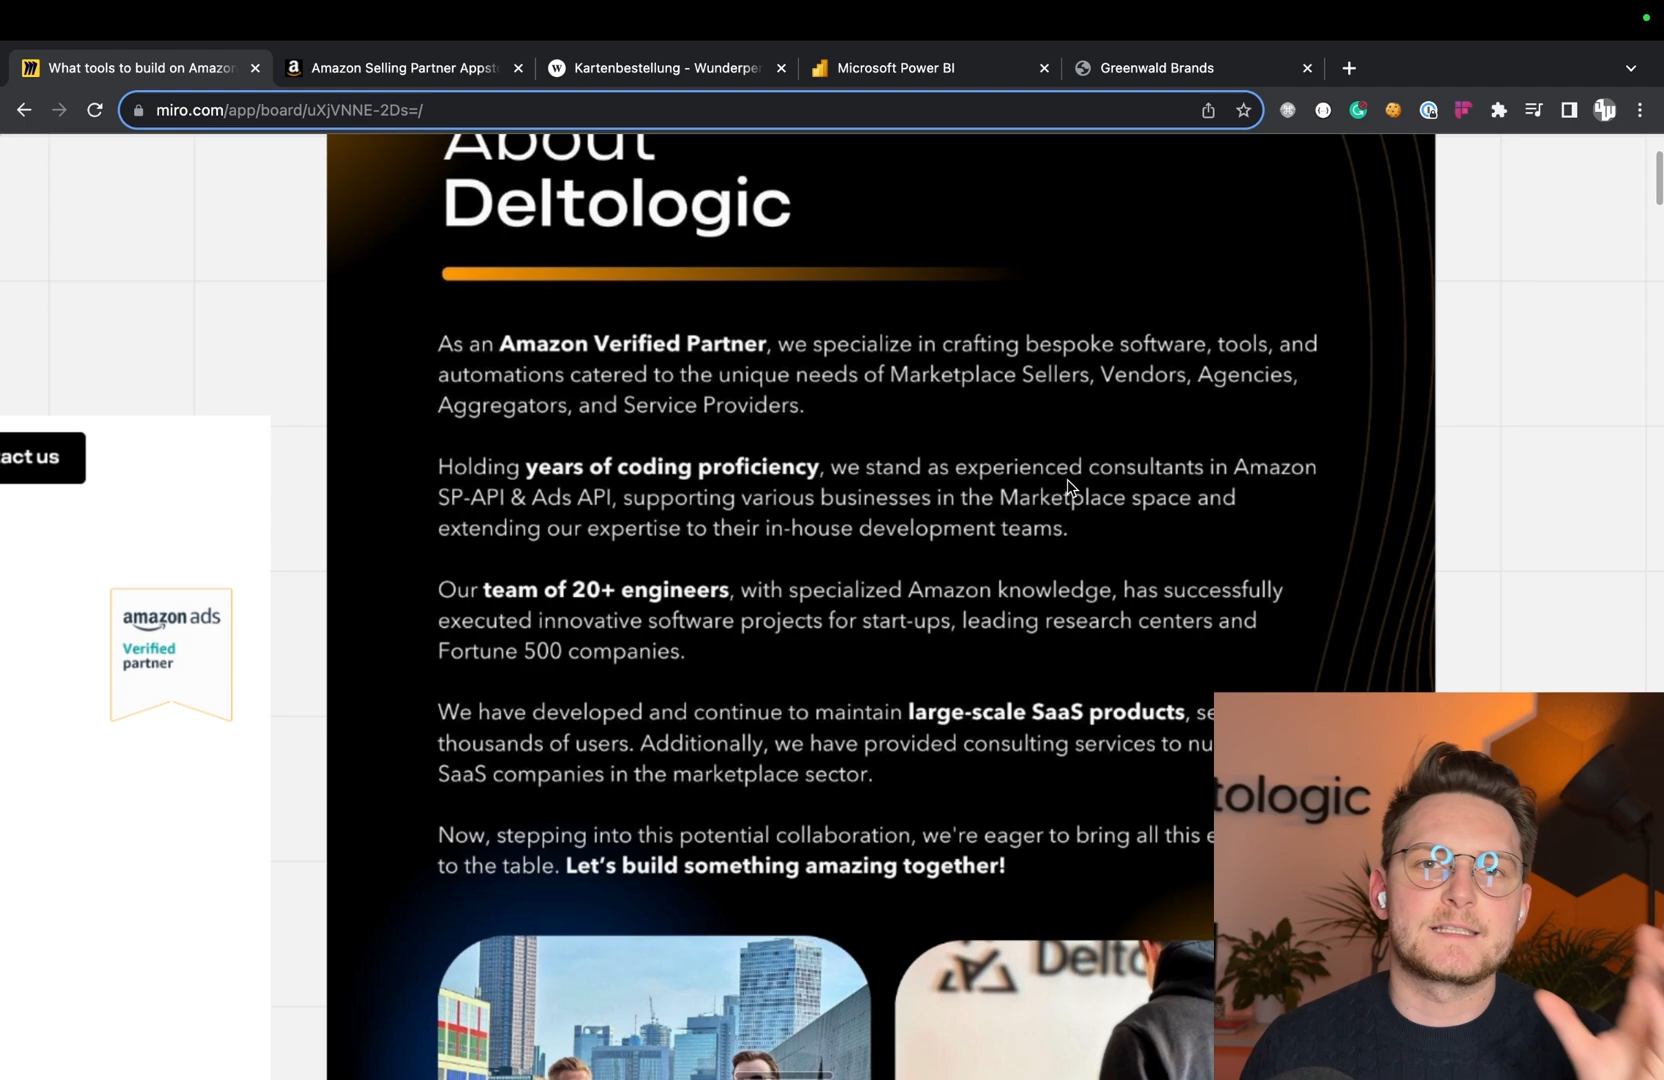 What tools to build on Amazon
Amazon Selling Partner Appst
Kartenbestellung - Wunderper
Microsoft Power BI
Greenwald Brands
miro.com/app/board/uXjVNNE-2Ds=/
About
Deltologic
As an Amazon Verified Partner, we specialize in crafting bespoke software, tools, and
automations catered to the unique needs of Marketplace Sellers, Vendors, Agencies,
Aggregators, and Service Providers.
tact us
Holding years of coding proficiency, we stand as experienced consultants in Amazon
SP-API & Ads API, supporting various businesses in the Marketplace space and
extending our expertise to their in-house development teams.
Our team of 20+ engineers, with specialized Amazon knowledge, has successfully
executed innovative software projects for start-ups, leading research centers and
Fortune 500 companies.
amazon ads
Verified
partner
We have developed and continue to maintain large-scale SaaS products, se
thousands of users. Additionally, we have provided consulting services to nu
SaaS companies in the marketplace sector.
Now, stepping into this potential collaboration, we're eager to bring all this e
to the table. Let's build something amazing together!
tologic
Delto